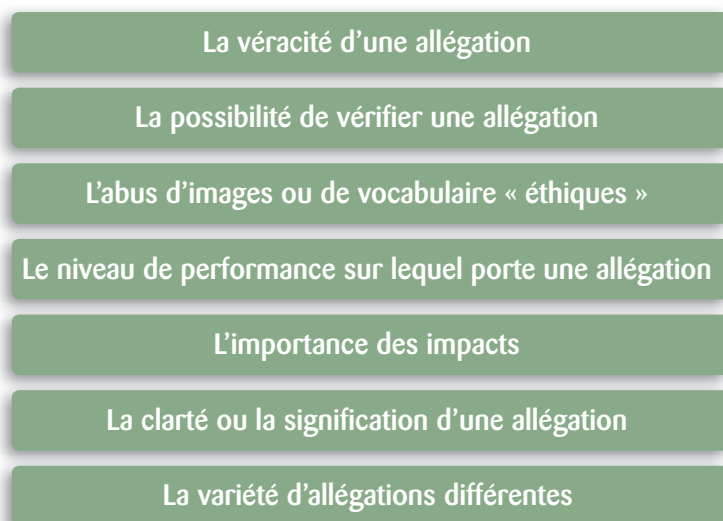 La véracité d’une allégation
La possibilité de vérifier une allégation
L’abus d’images ou de vocabulaire « éthiques »
Le niveau de performance sur lequel porte une allégation
L’importance des impacts
La clarté ou la signification d’une allégation
La variété d’allégations différentes